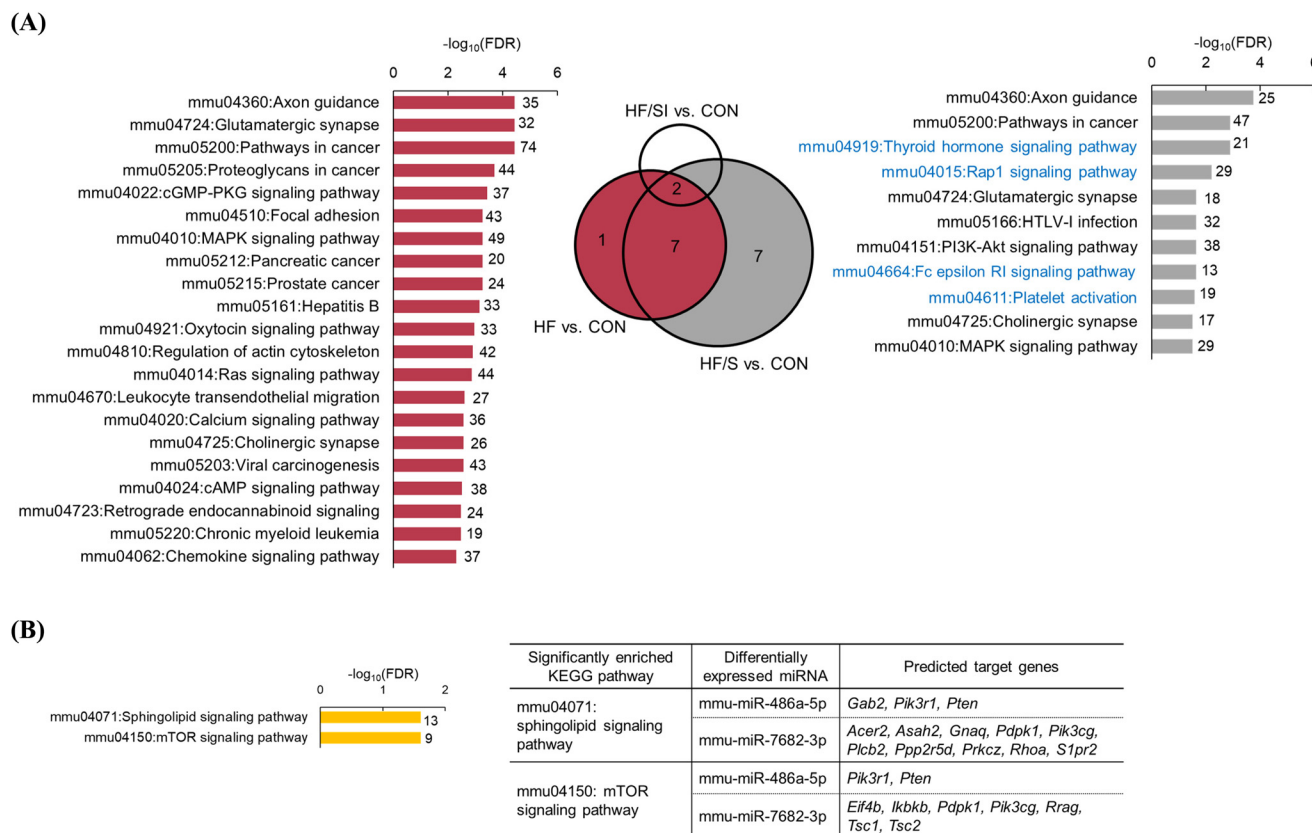 (A)
-log10(FDR)
0 2 4 6
mmu04360:Axon guidance 35
mmu04724:Glutamatergic synapse 32
mmu05200:Pathways in cancer 74
mmu05205:Proteoglycans in cancer 44
mmu04022:cGMP-PKG signaling pathway 37
mmu04510:Focal adhesion 43
mmu04010:MAPK signaling pathway 49
mmu05212:Pancreatic cancer 20
mmu05215:Prostate cancer 24
mmu05161:Hepatitis B 33
mmu04921:Oxytocin signaling pathway 33
mmu04810:Regulation of actin cytoskeleton 42
mmu04014:Ras signaling pathway 44
mmu04670:Leukocyte transendothelial migration 27
mmu04020:Calcium signaling pathway 36
mmu04725:Cholinergic synapse 26
mmu05203:Viral carcinogenesis 43
mmu04024:cAMP signaling pathway 38
mmu04723:Retrograde endocannabinoid signaling 24
mmu05220:Chronic myeloid leukemia 19
mmu04062:Chemokine signaling pathway 37
HF/SI vs. CON
2
1 7 7
HF vs. CON
HF/S vs. CON
-log10(FDR)
0 2 4 6
mmu04360:Axon guidance 25
mmu05200:Pathways in cancer 47
mmu04919:Thyroid hormone signaling pathway 21
mmu04015:Rap1 signaling pathway 29
mmu04724:Glutamatergic synapse 18
mmu05166:HTLV-I infection 32
mmu04151:PI3K-Akt signaling pathway 38
mmu04664:Fc epsilon RI signaling pathway 13
mmu04611:Platelet activation 19
mmu04725:Cholinergic synapse 17
mmu04010:MAPK signaling pathway 29
(B)
-log10(FDR)
0 1 2
mmu04071:Sphingolipid signaling pathway 13
mmu04150:mTOR signaling pathway 9
Significantly enriched
KEGG pathway
Differentially
expressed miRNA
Predicted target genes
mmu04071:
sphingolipid signaling
pathway
mmu-miR-486a-5p
Gab2, Pik3r1, Pten
mmu-miR-7682-3p
Acer2, Asah2, Gnaq, Pdpk1, Pik3cg,
Plcb2, Ppp2r5d, Prkcz, Rhoa, S1pr2
mmu04150: mTOR
signaling pathway
mmu-miR-486a-5p
Pik3r1, Pten
mmu-miR-7682-3p
Eif4b, Ikbkb, Pdpk1, Pik3cg, Rrag,
Tsc1, Tsc2